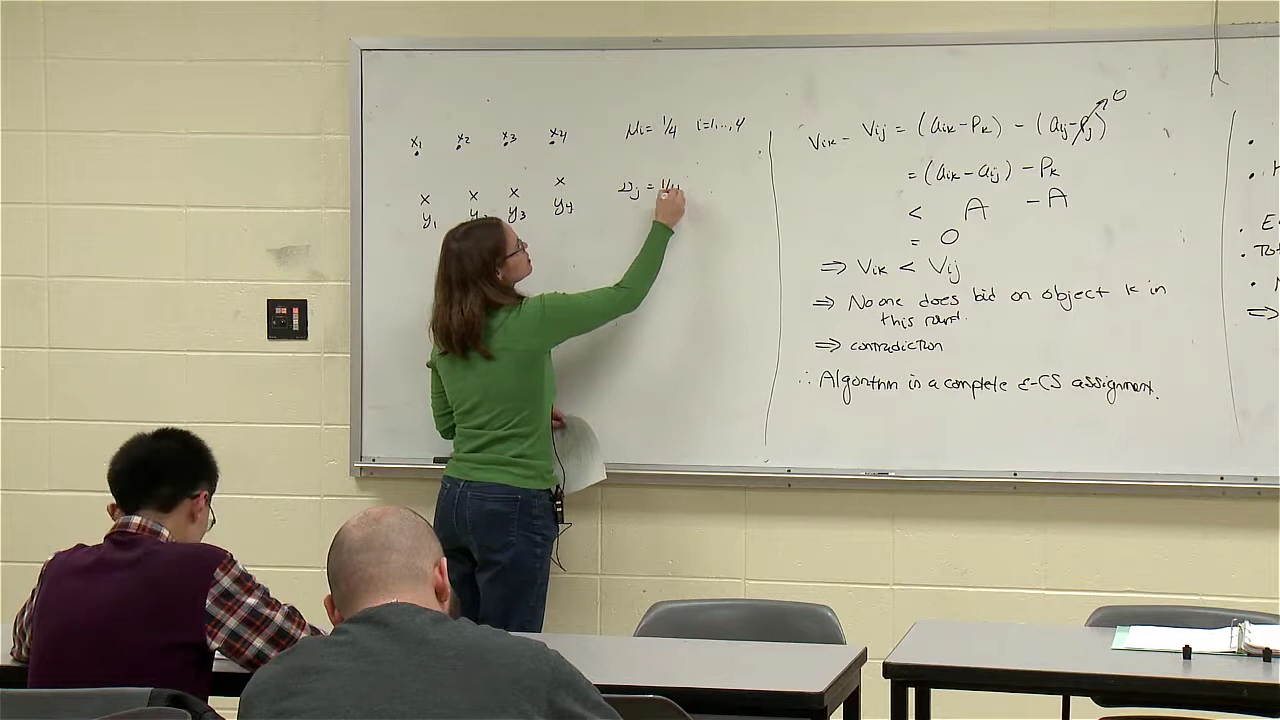 x₁ x₂ x₃ x₄
x x x x
y₁ y₂ y₃ y₄
μi = 1/4 i=1,...,4
νj = 1/4
Vik - Vij = (aik - Pk) - (aij - Pj) 0
= (aik - aij) - Pk
< A - A
= 0
⇒ Vik < Vij
⇒ No one does bid on object k in
this round.
⇒ contradiction
∴ Algorithm in a complete ε-CS assignment.